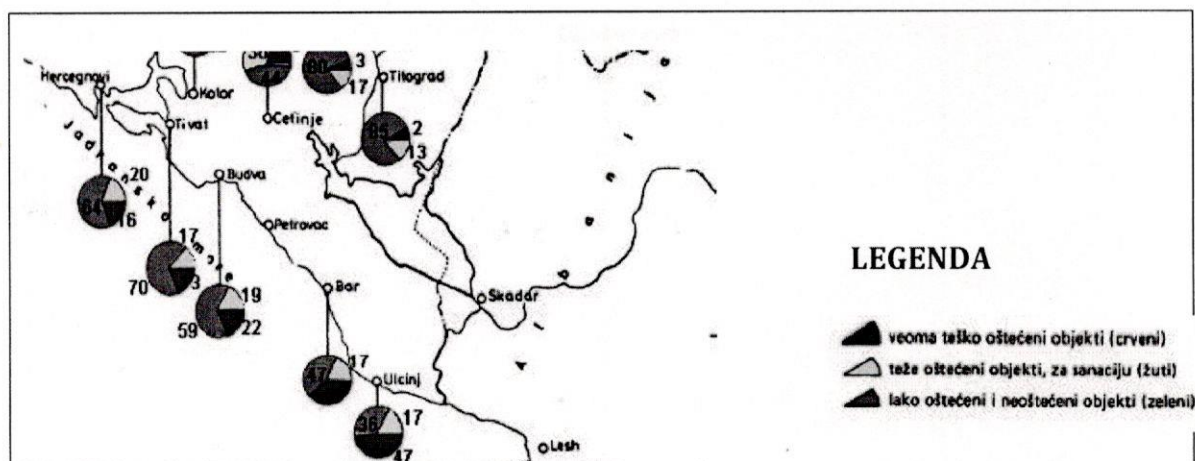 Hercegnovi
Kotor
Cetinje
Titograd
3
17
Tivat
2
13
85
80
Jadransko more
Budva
20
64
16
Petrovac
17
70
3
19
59
22
Bar
Skadar
47
17
Ulcinj
36
17
47
Lesh
LEGENDA
veoma teško oštećeni objekti (crveni)
teže oštećeni objekti, za sanaciju (žuti)
lako oštećeni i neoštećeni objekti (zeleni)